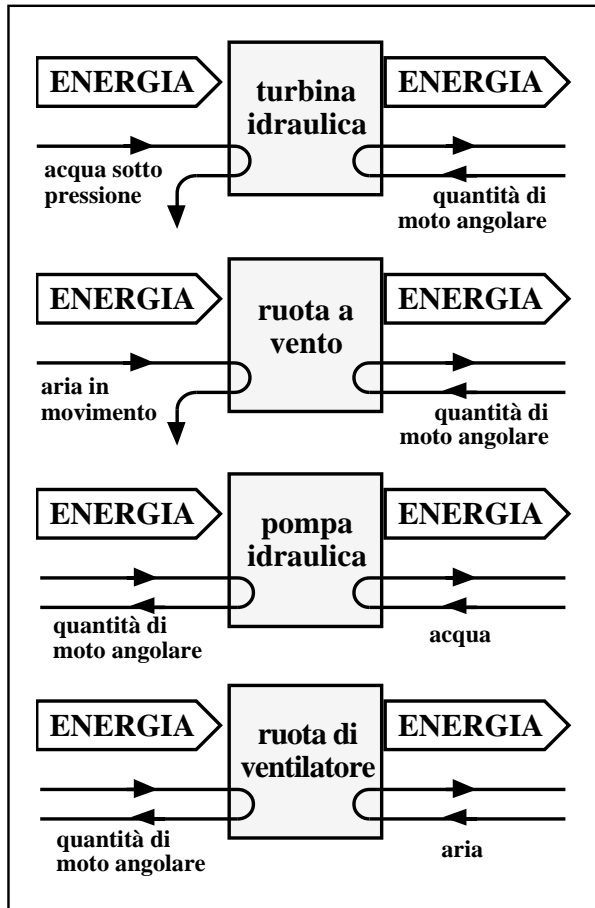 ENERGIA
turbina
idraulica
ENERGIA
acqua sotto
pressione
quantità di
moto angolare
ENERGIA
ruota a
vento
ENERGIA
aria in
movimento
quantità di
moto angolare
ENERGIA
pompa
idraulica
ENERGIA
quantità di
moto angolare
acqua
ENERGIA
ruota di
ventilatore
ENERGIA
quantità di
moto angolare
aria